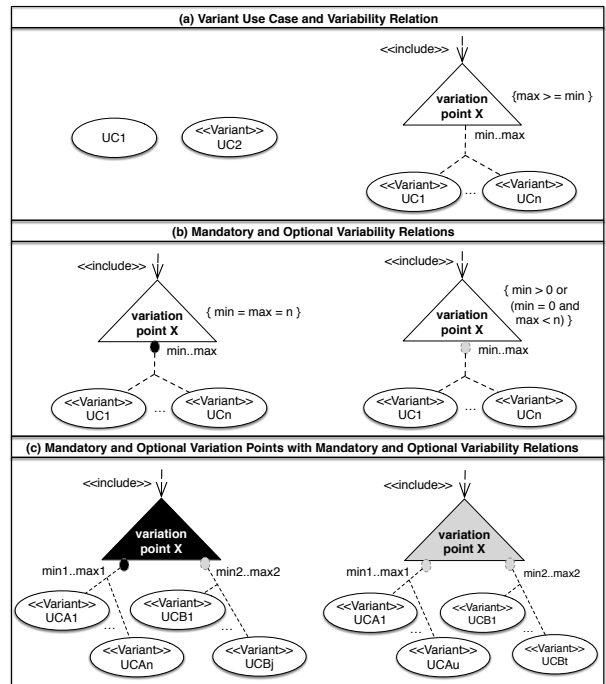 (a) Variant Use Case and Variability Relation
<<include>>
variation
point X
{max > = min }
min..max
UC1
<<Variant>>
UC2
<<Variant>>
UC1
...
<<Variant>>
UCn
(b) Mandatory and Optional Variability Relations
<<include>>
variation
point X
{ min = max = n }
min..max
<<Variant>>
UC1
...
<<Variant>>
UCn
<<include>>
variation
point X
{ min > 0 or
(min = 0 and
max < n) }
min..max
<<Variant>>
UC1
...
<<Variant>>
UCn
(c) Mandatory and Optional Variation Points with Mandatory and Optional Variability Relations
<<include>>
variation
point X
min1..max1
min2..max2
<<Variant>>
UCA1
...
<<Variant>>
UCAn
<<Variant>>
UCB1
...
<<Variant>>
UCBj
<<include>>
variation
point X
min1..max1
min2..max2
<<Variant>>
UCA1
...
<<Variant>>
UCAu
<<Variant>>
UCB1
...
<<Variant>>
UCBt